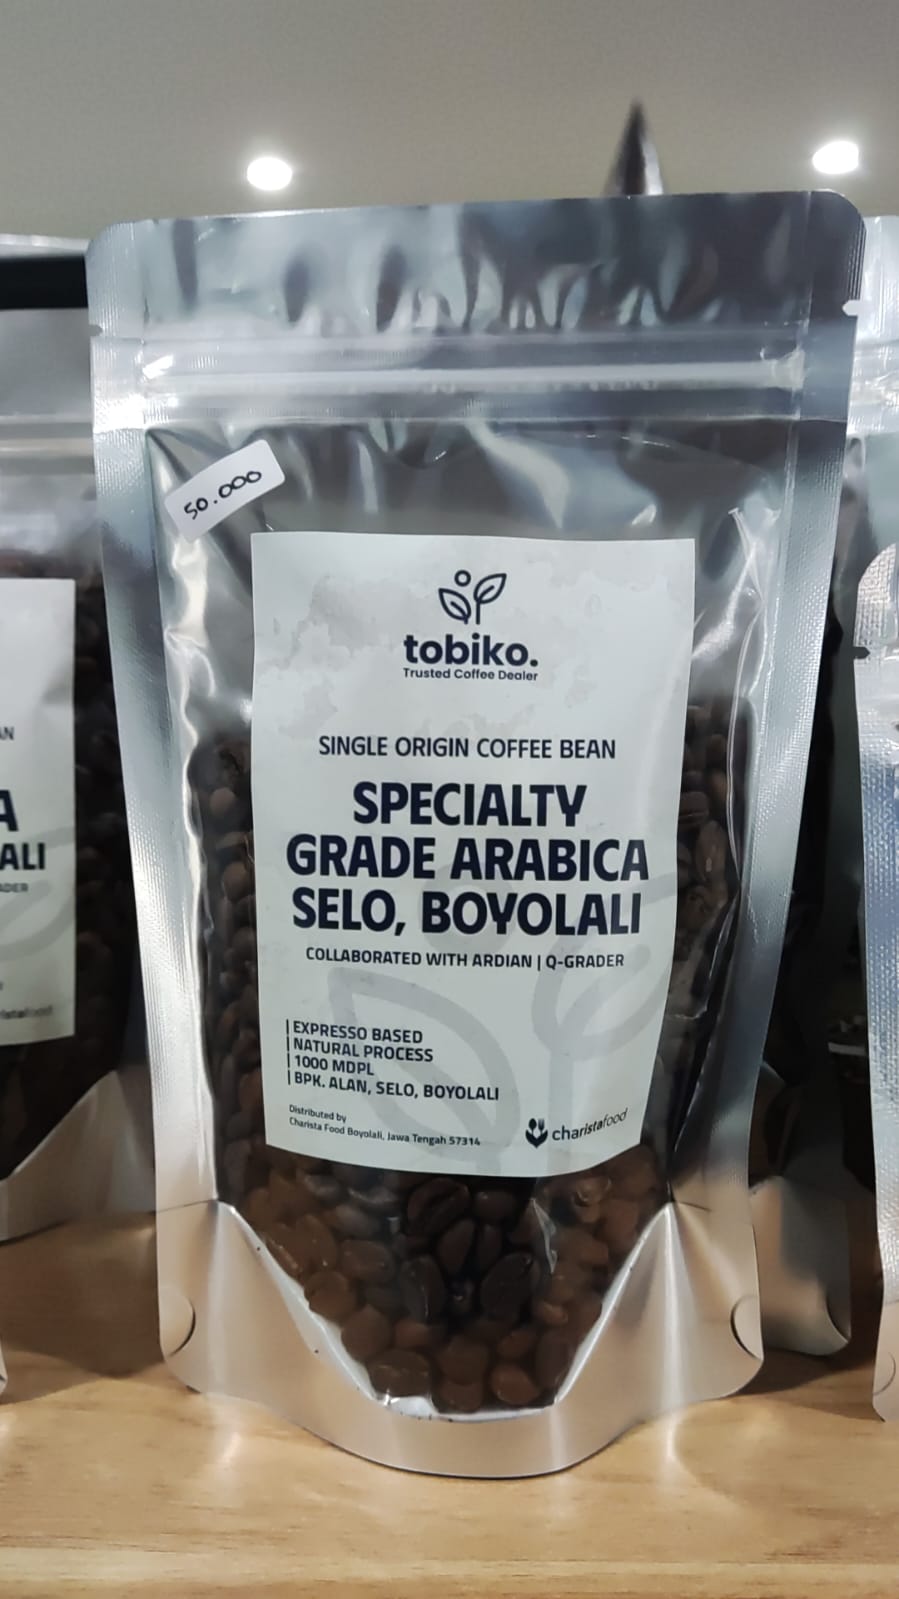 50.000
tobiko.
Trusted Coffee Dealer
SINGLE ORIGIN COFFEE BEAN
SPECIALTY
GRADE ARABICA
SELO, BOYOLALI
COLLABORATED WITH ARDIAN | Q-GRADER
| EXPRESSO BASED
| NATURAL PROCESS
| 1000 MDPL
| BPK. ALAN, SELO, BOYOLALI
Distributed by
Charista Food Boyolali, Jawa Tengah 57314
charistafood